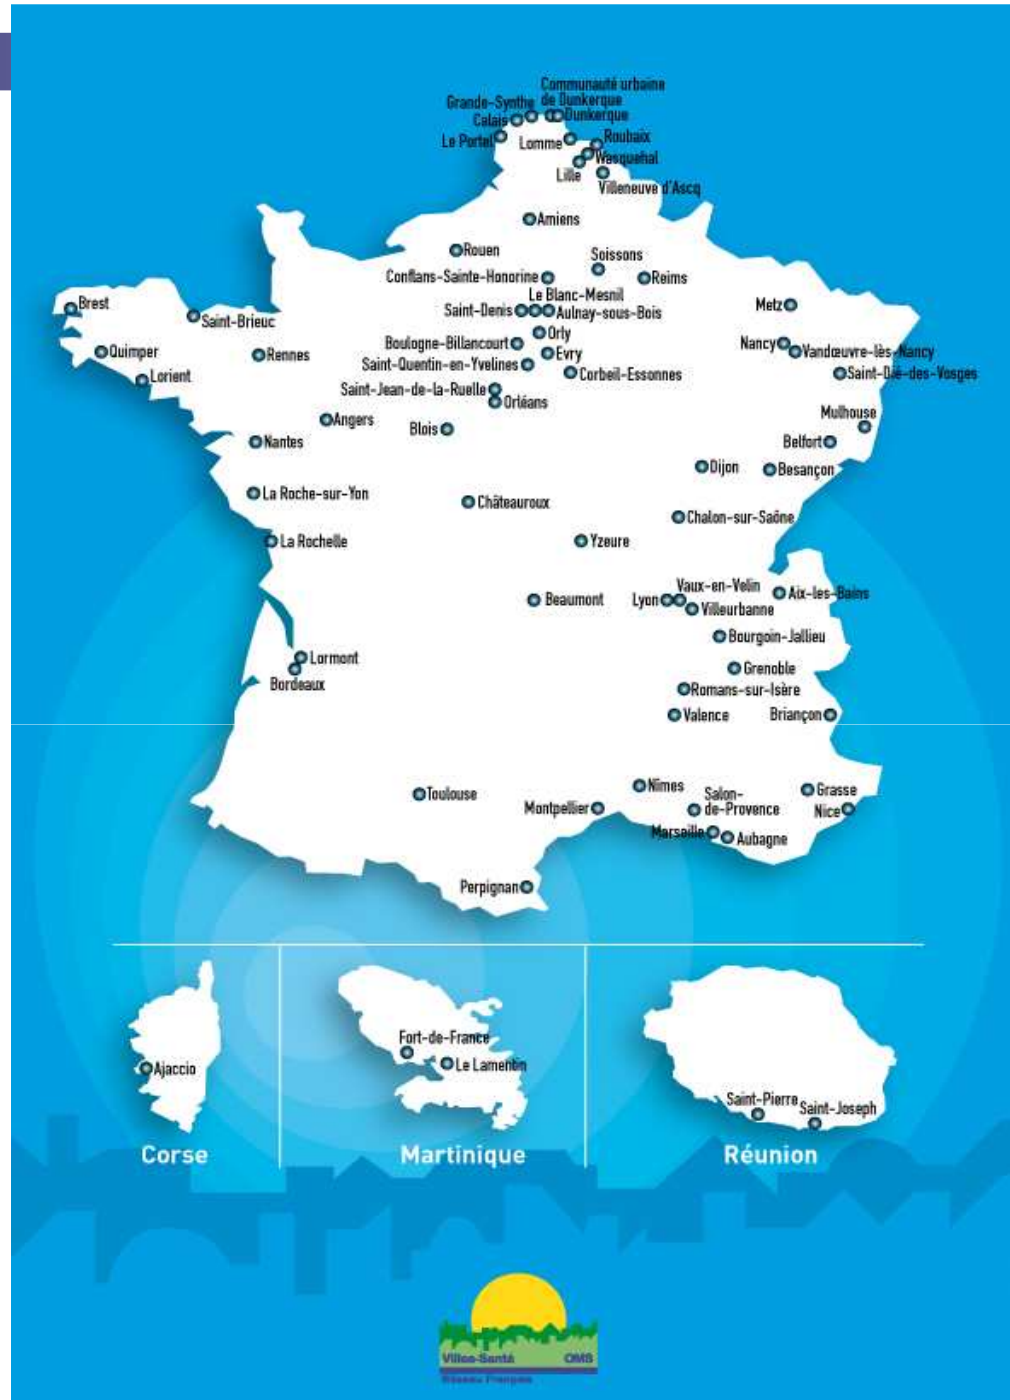 Communauté urbaine
de Dunkerque
Grande-Synthe
Dunkerque
Calais
Le Portel
Lomme
Roubaix
Wasquehal
Lille
Villeneuve d'Ascq
Amiens
Rouen
Soissons
Conflans-Sainte-Honorine
Reims
Le Blanc-Mesnil
Saint-Denis
Aulnay-sous-Bois
Metz
Brest
Saint-Brieuc
Orly
Boulogne-Billancourt
Nancy
Vandœuvre-lès-Nancy
Quimper
Rennes
Evry
Saint-Quentin-en-Yvelines
Corbeil-Essonnes
Saint-Dié-des-Vosges
Lorient
Saint-Jean-de-la-Ruelle
Orléans
Mulhouse
Angers
Blois
Nantes
Belfort
Dijon
Besançon
La Roche-sur-Yon
Châteauroux
Chalon-sur-Saône
La Rochelle
Yzeure
Vaux-en-Velin
Aix-les-Bains
Beaumont
Lyon
Villeurbanne
Bourgoin-Jallieu
Lormont
Grenoble
Bordeaux
Romans-sur-Isère
Valence
Briançon
Nîmes
Grasse
Toulouse
Salon-
de-Provence
Montpellier
Nice
Marseille
Aubagne
Perpignan
Fort-de-France
Le Lamentin
Ajaccio
Saint-Pierre
Saint-Joseph
Corse
Martinique
Réunion
Villes-Santé OMS
Réseau Français